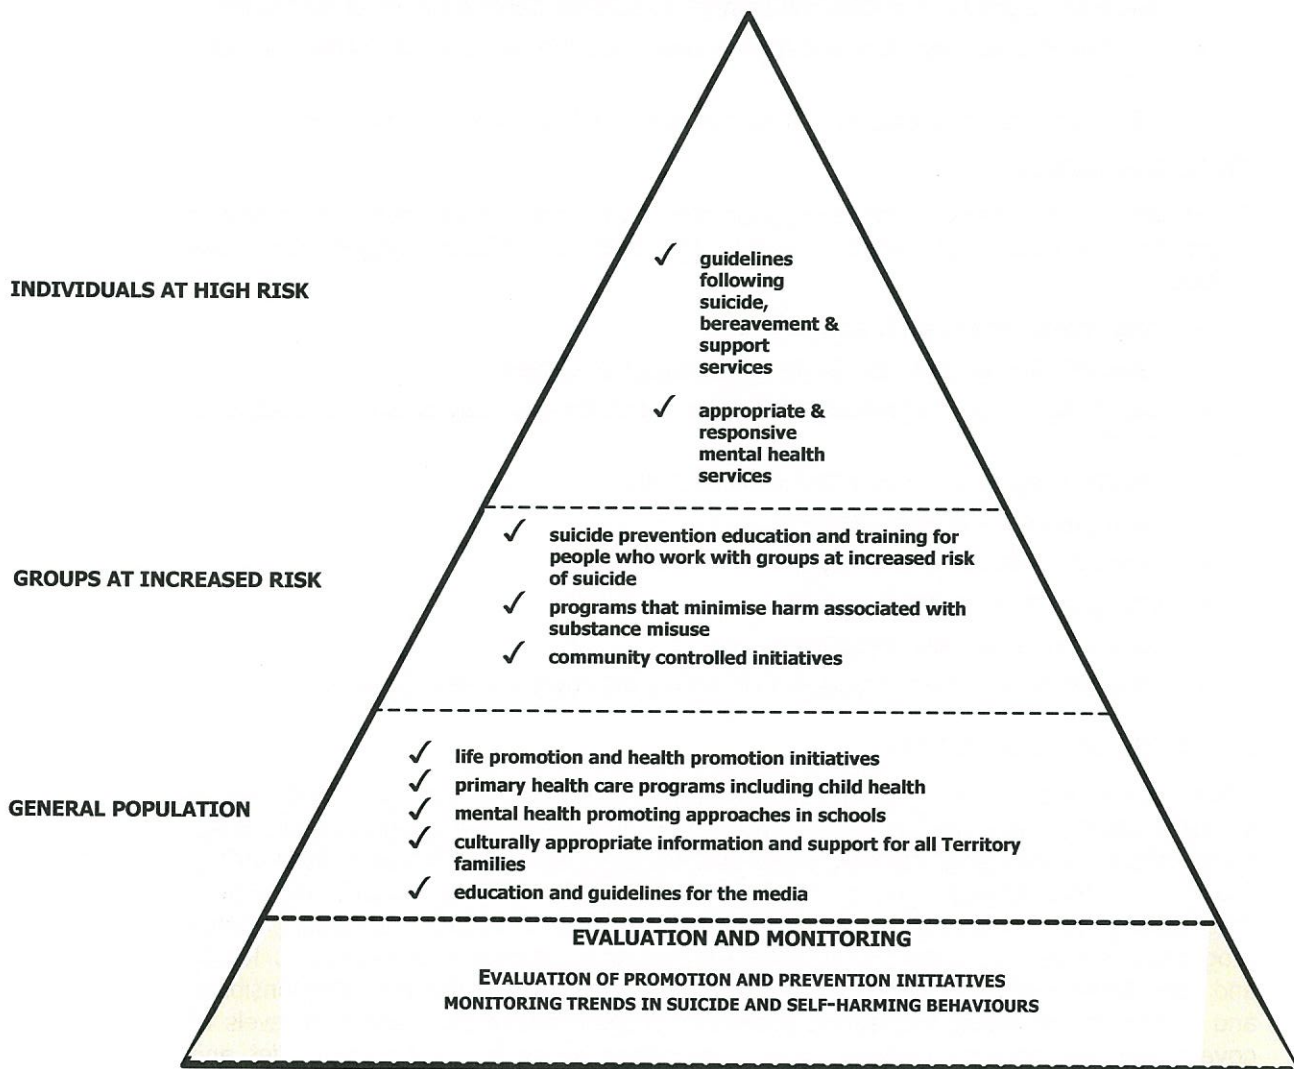 INDIVIDUALS AT HIGH RISK
✓ guidelines
following
suicide,
bereavement &
support
services
✓ appropriate &
responsive
mental health
services
GROUPS AT INCREASED RISK
✓ suicide prevention education and training for
people who work with groups at increased risk
of suicide
✓ programs that minimise harm associated with
substance misuse
✓ community controlled initiatives
GENERAL POPULATION
✓ life promotion and health promotion initiatives
✓ primary health care programs including child health
✓ mental health promoting approaches in schools
✓ culturally appropriate information and support for all Territory
families
✓ education and guidelines for the media
EVALUATION AND MONITORING
EVALUATION OF PROMOTION AND PREVENTION INITIATIVES
MONITORING TRENDS IN SUICIDE AND SELF-HARMING BEHAVIOURS